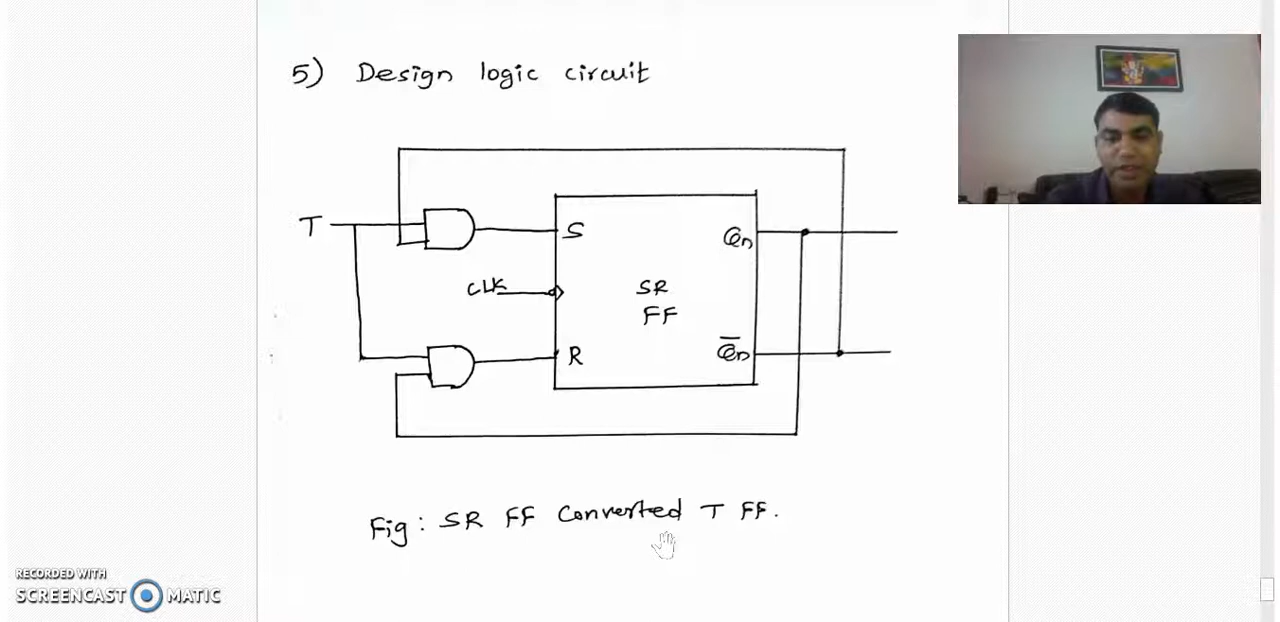 5) Design logic circuit
T
S
Qn
CLK
SR
FF
R
Q̅n
Fig : SR FF Converted T FF.
RECORDED WITH
SCREENCAST MATIC